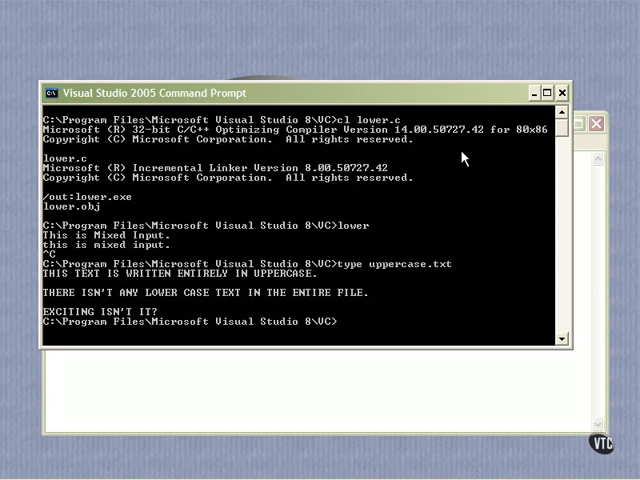 Visual Studio 2005 Command Prompt
C:\Program Files\Microsoft Visual Studio 8\VC>cl lower.c
Microsoft (R) 32-bit C/C++ Optimizing Compiler Version 14.00.50727.42 for 80x86
Copyright (C) Microsoft Corporation.  All rights reserved.
lower.c
Microsoft (R) Incremental Linker Version 8.00.50727.42
Copyright (C) Microsoft Corporation.  All rights reserved.
/out:lower.exe
lower.obj
C:\Program Files\Microsoft Visual Studio 8\VC>lower
This is Mixed Input.
this is mixed input.
^C
C:\Program Files\Microsoft Visual Studio 8\VC>type uppercase.txt
THIS TEXT IS WRITTEN ENTIRELY IN UPPERCASE.
THERE ISN'T ANY LOWER CASE TEXT IN THE ENTIRE FILE.
EXCITING ISN'T IT?
C:\Program Files\Microsoft Visual Studio 8\VC>
VTC